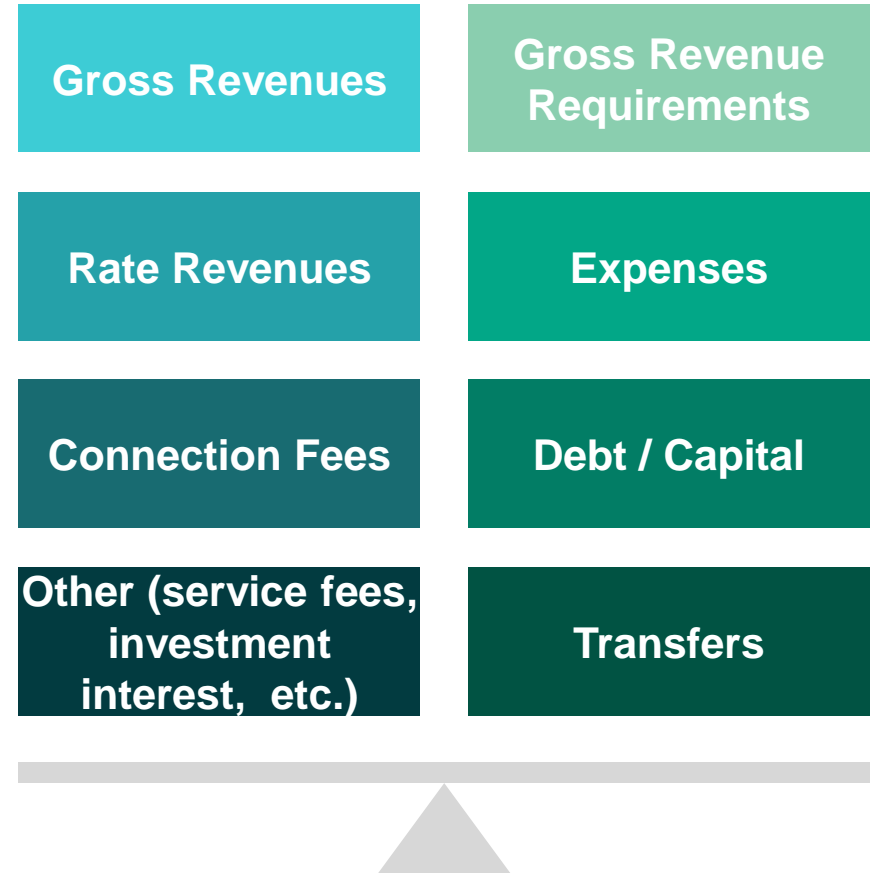 Gross Revenues
Gross Revenue
Requirements
Rate Revenues
Expenses
Connection Fees
Debt / Capital
Other (service fees,
investment
interest,  etc.)
Transfers